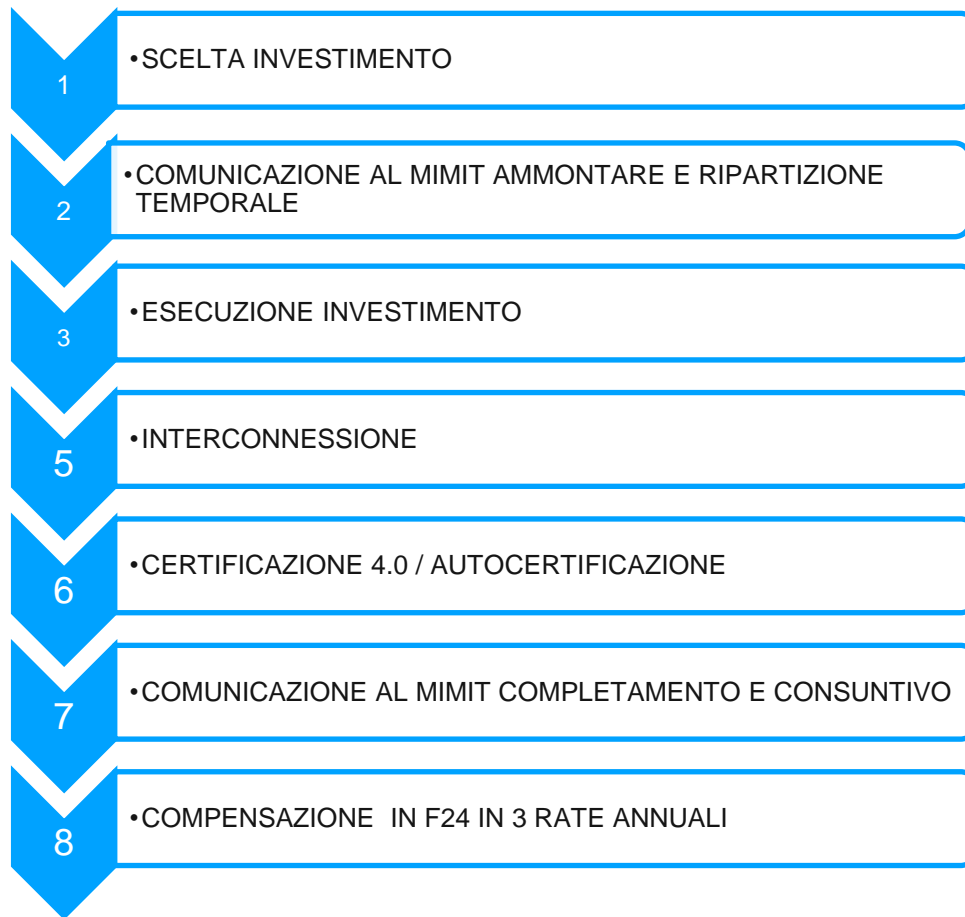 1
•SCELTA INVESTIMENTO
2
•COMUNICAZIONE AL MIMIT AMMONTARE E RIPARTIZIONE
TEMPORALE
3
•ESECUZIONE INVESTIMENTO
5
•INTERCONNESSIONE
6
•CERTIFICAZIONE 4.0 / AUTOCERTIFICAZIONE
7
•COMUNICAZIONE AL MIMIT COMPLETAMENTO E CONSUNTIVO
8
•COMPENSAZIONE IN F24 IN 3 RATE ANNUALI